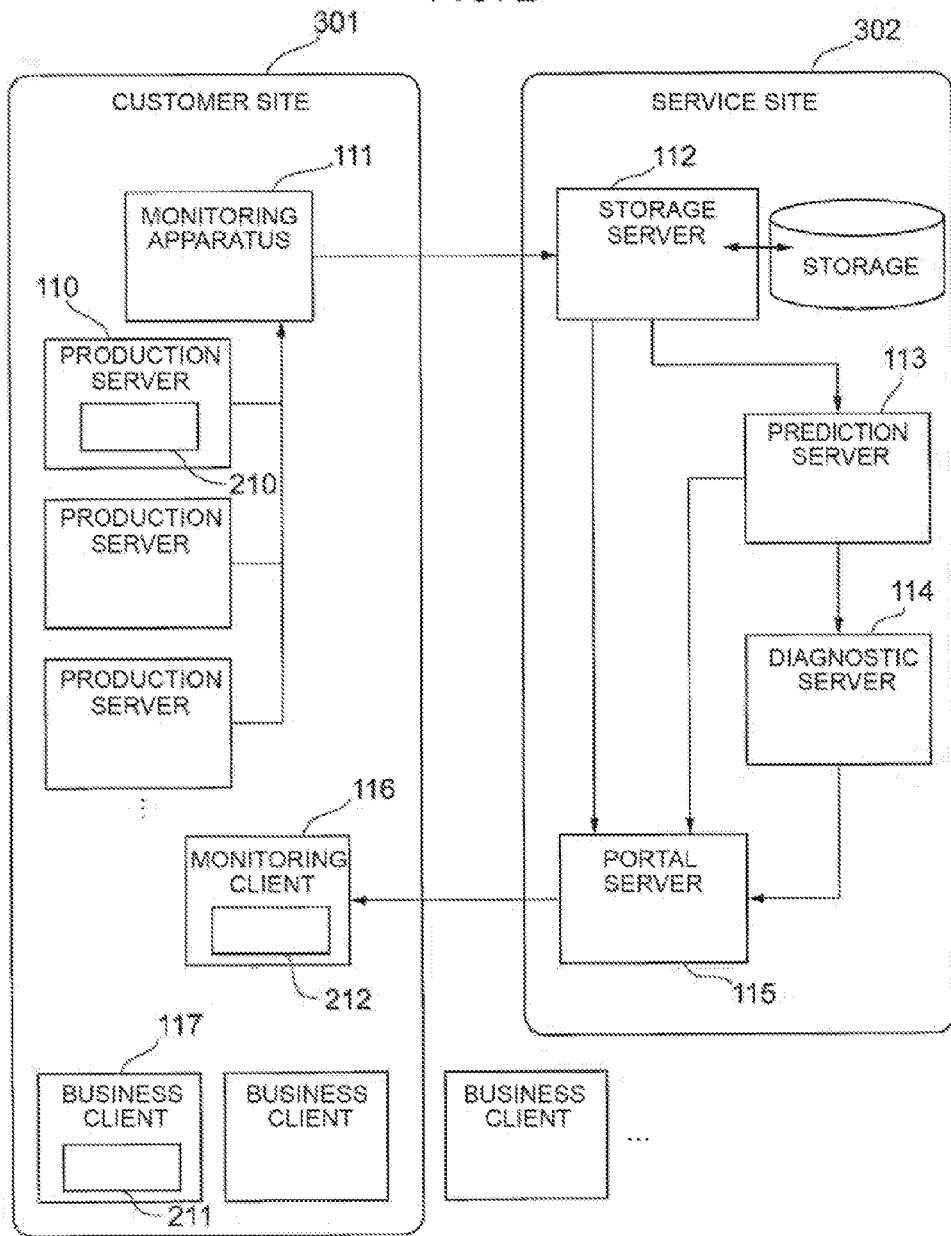 301
302
CUSTOMER SITE
SERVICE SITE
111
112
MONITORING
APPARATUS
STORAGE
SERVER
STORAGE
110
PRODUCTION
SERVER
210
113
PREDICTION
SERVER
PRODUCTION
SERVER
114
DIAGNOSTIC
SERVER
PRODUCTION
SERVER
...
116
MONITORING
CLIENT
212
PORTAL
SERVER
115
117
BUSINESS
CLIENT
211
BUSINESS
CLIENT
BUSINESS
CLIENT
...